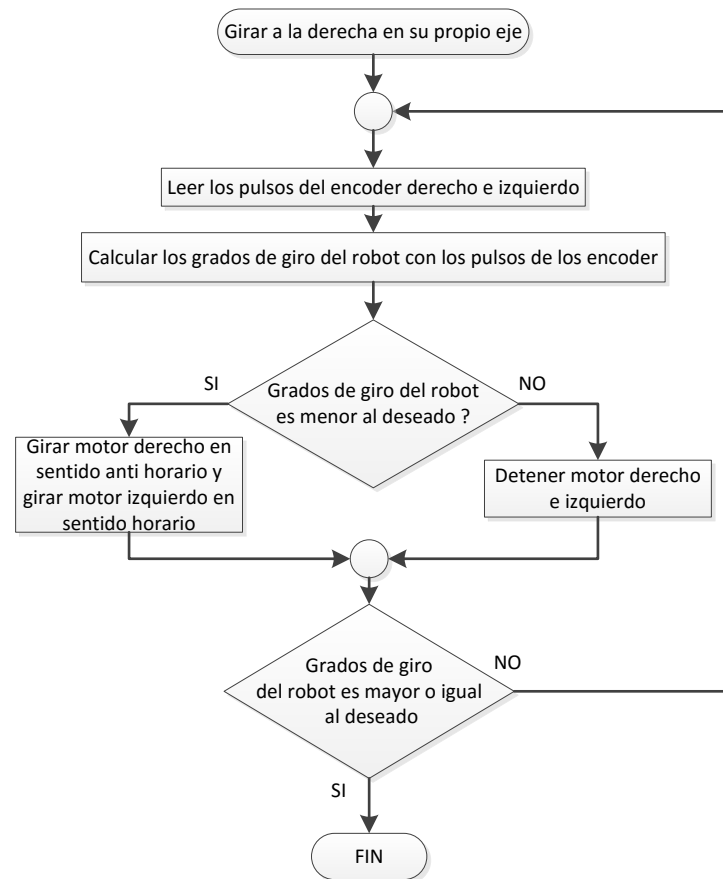 Girar a la derecha en su propio eje
Leer los pulsos del encoder derecho e izquierdo
Calcular los grados de giro del robot con los pulsos de los encoder
Grados de giro del robot
es menor al deseado ?
SI
NO
Girar motor derecho en
sentido anti horario y
girar motor izquierdo en
sentido horario
Detener motor derecho
e izquierdo
Grados de giro
del robot es mayor o igual
al deseado
NO
SI
FIN